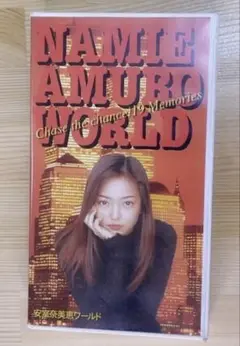 NAMIE
AMURO
Chase the chance/19 Memories
WORLD
安室奈美恵ワールド